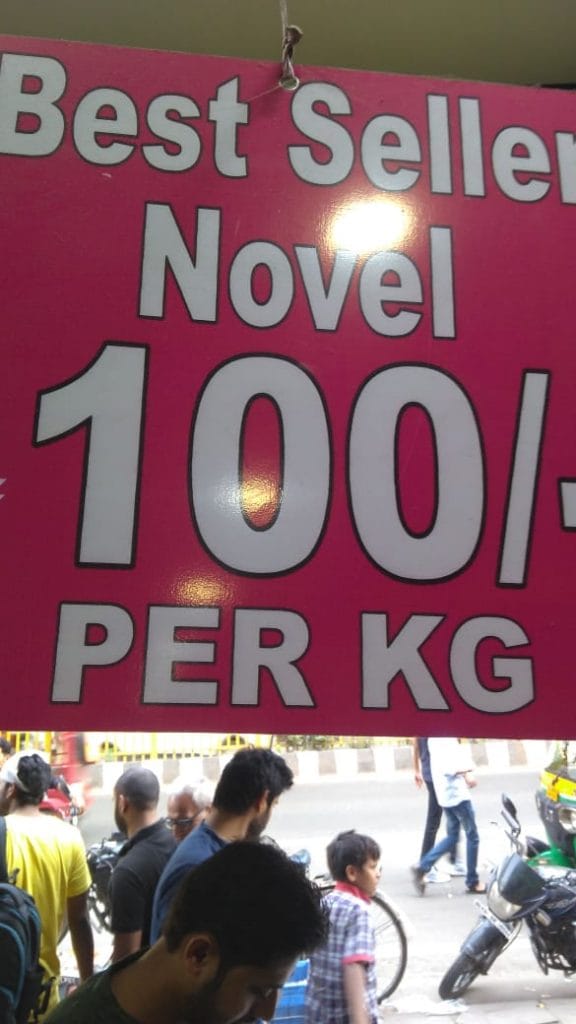 Best Seller
Novel
100/-
PER KG